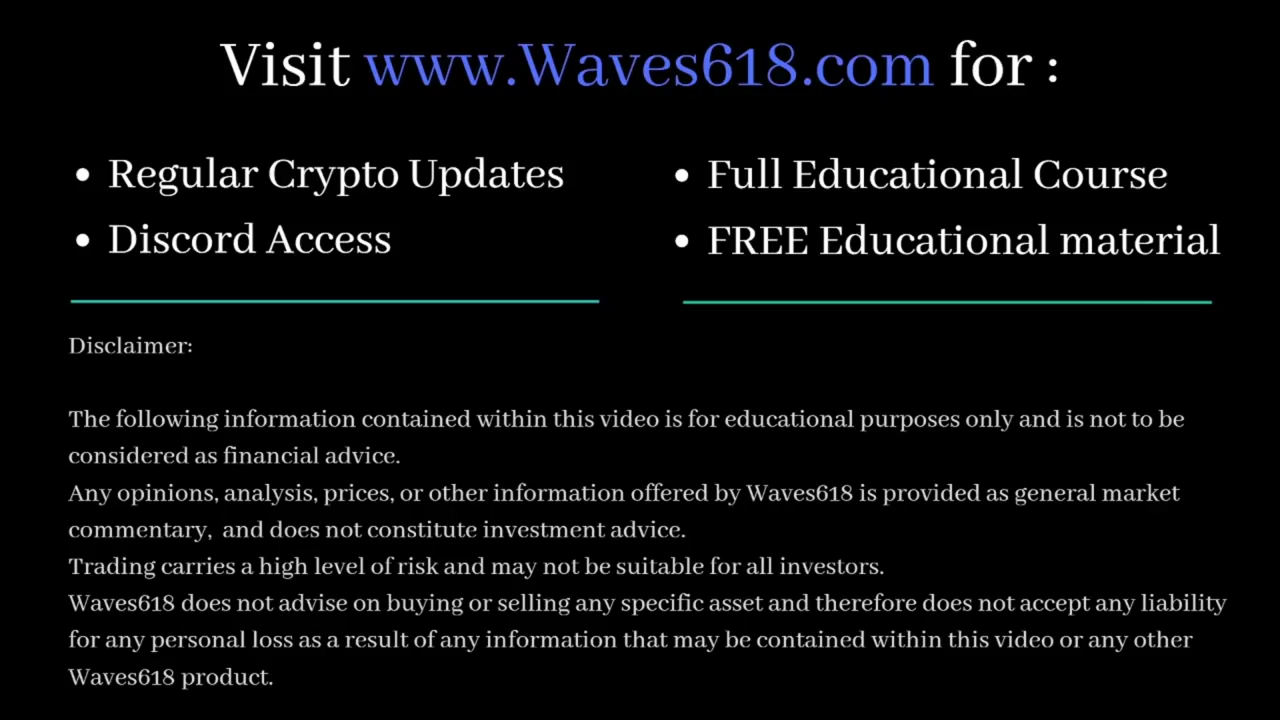 Visit www.Waves618.com for :
• Regular Crypto Updates
• Discord Access
• Full Educational Course
• FREE Educational material
Disclaimer:
The following information contained within this video is for educational purposes only and is not to be
considered as financial advice.
Any opinions, analysis, prices, or other information offered by Waves618 is provided as general market
commentary,  and does not constitute investment advice.
Trading carries a high level of risk and may not be suitable for all investors.
Waves618 does not advise on buying or selling any specific asset and therefore does not accept any liability
for any personal loss as a result of any information that may be contained within this video or any other
Waves618 product.